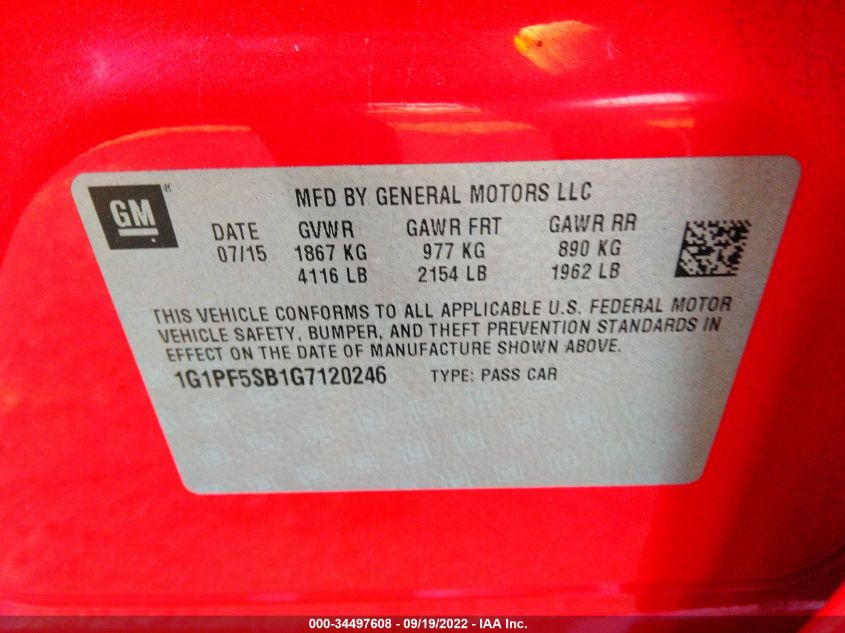 GM
MFD BY GENERAL MOTORS LLC
DATE GVWR GAWR FRT GAWR RR
07/15 1867 KG 977 KG 890 KG
4116 LB 2154 LB 1962 LB
THIS VEHICLE CONFORMS TO ALL APPLICABLE U.S. FEDERAL MOTOR
VEHICLE SAFETY, BUMPER, AND THEFT PREVENTION STANDARDS IN
EFFECT ON THE DATE OF MANUFACTURE SHOWN ABOVE.
1G1PF5SB1G7120246 TYPE: PASS CAR
000-34497608 - 09/19/2022 - IAA Inc.